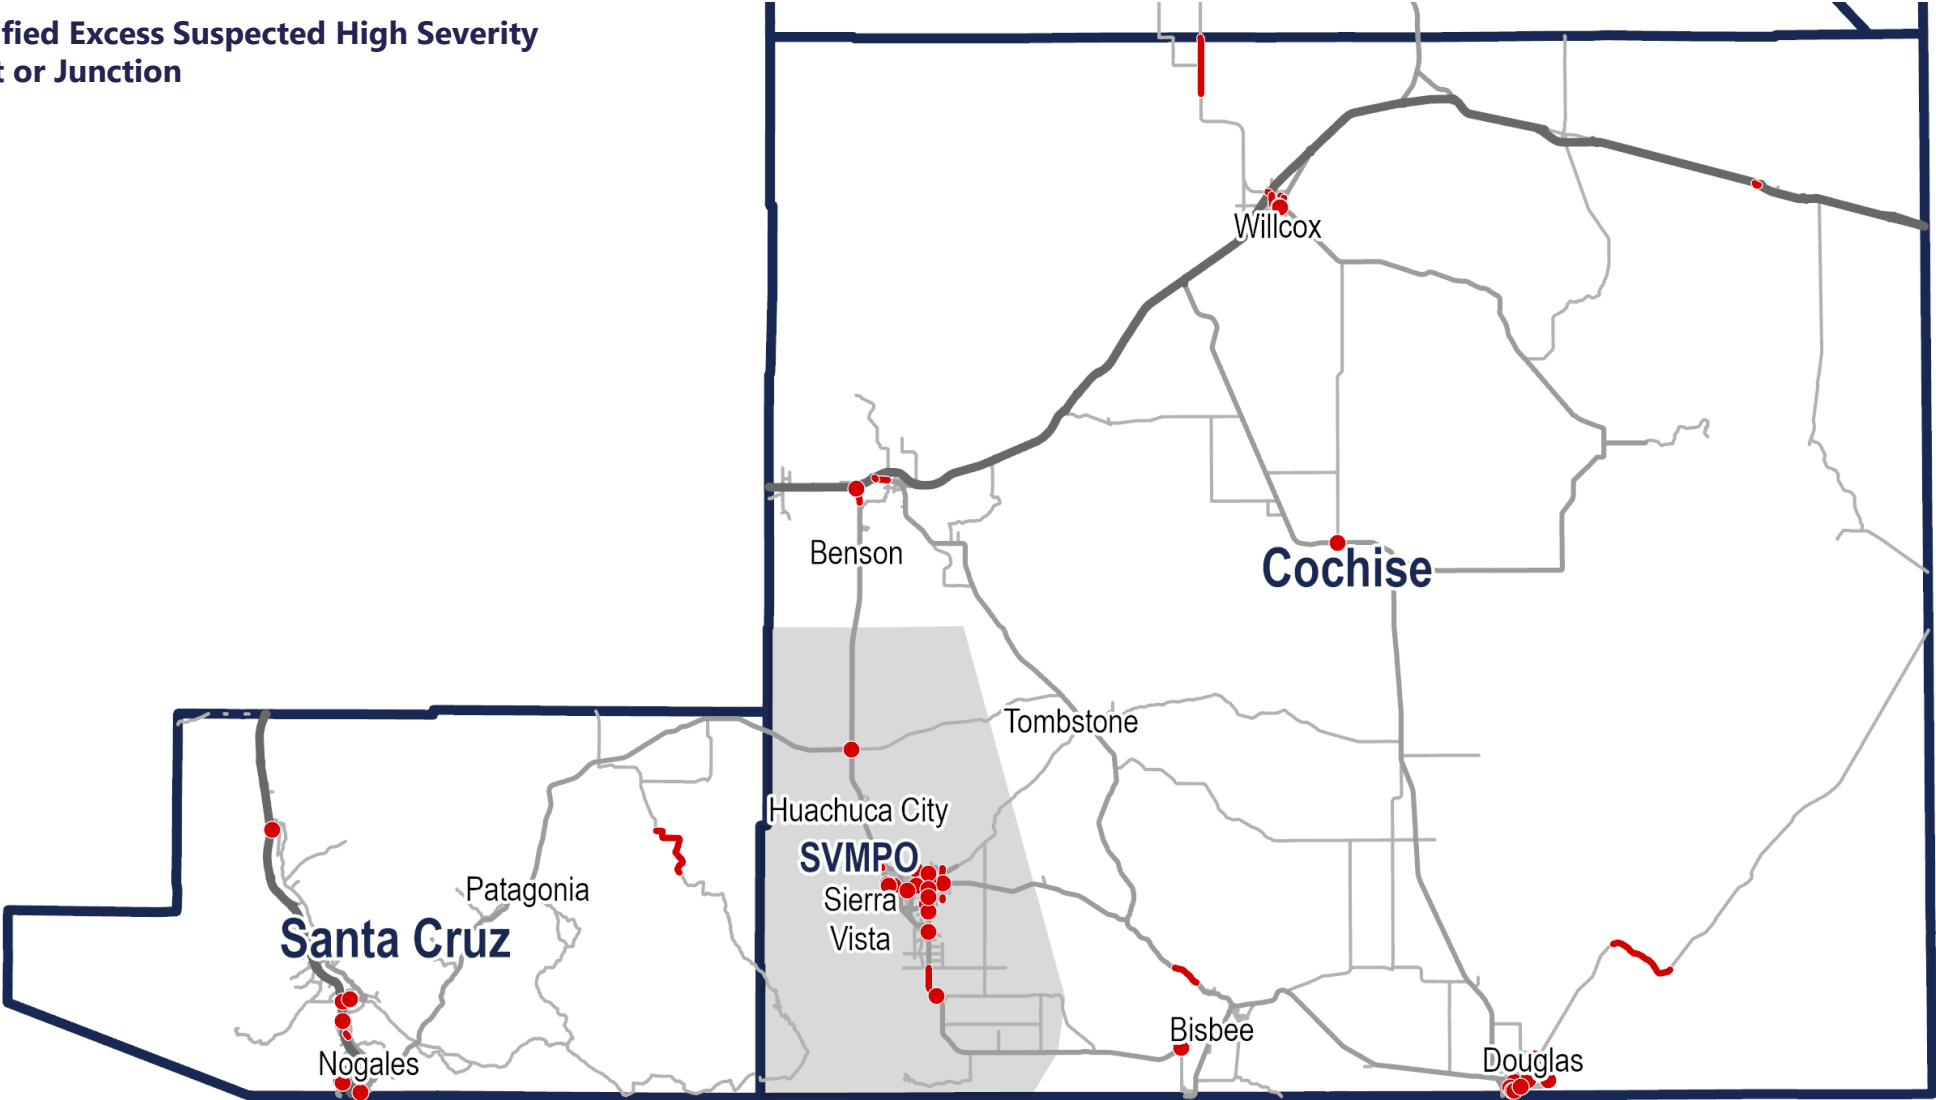 fied Excess Suspected High Severity
t or Junction
Willcox
Benson
Cochise
Tombstone
Huachuca City
SVMPO
Sierra
Vista
Patagonia
Santa Cruz
Nogales
Bisbee
Douglas